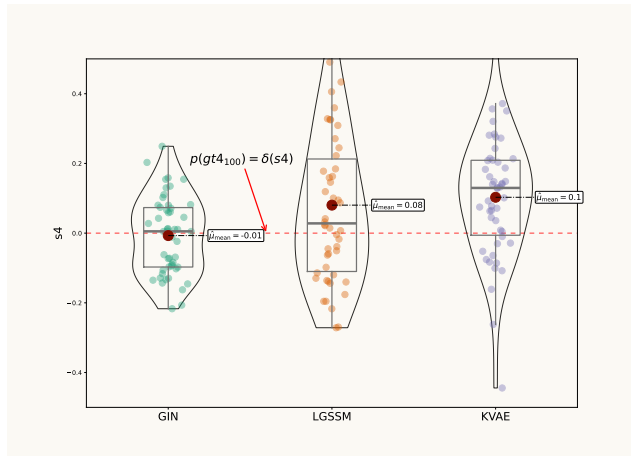 0.4
0.2
0.0
−0.2
−0.4
s4
p(gt4₁₀₀) = δ(s4)
μ̂mean = -0.01
μ̂mean = 0.08
μ̂mean = 0.1
GIN
LGSSM
KVAE